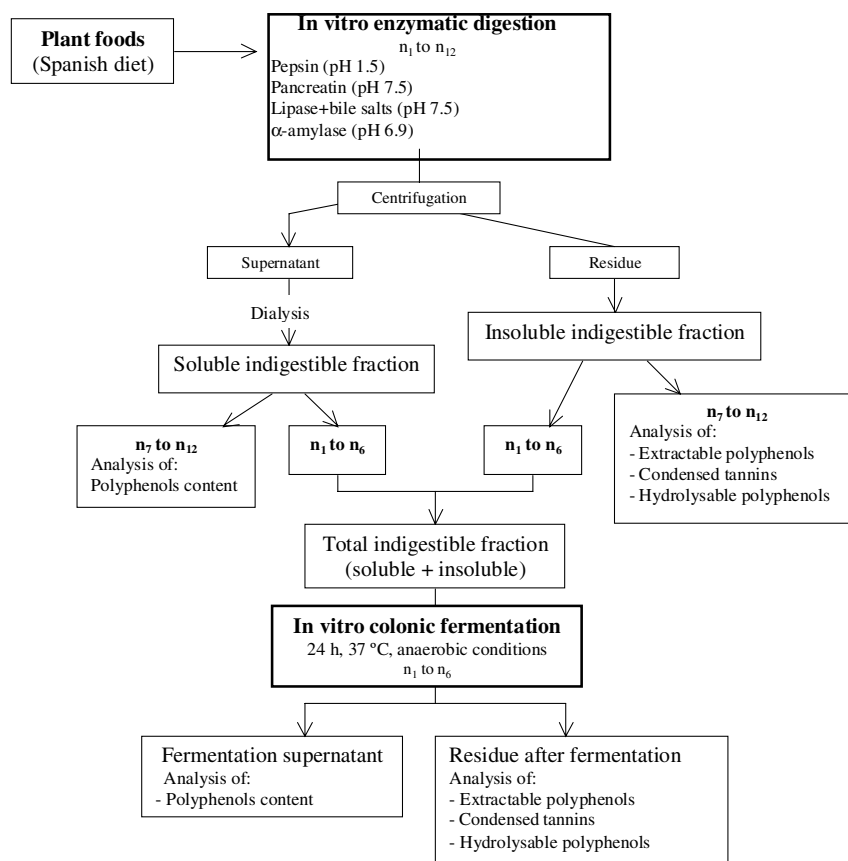 Plant foods
(Spanish diet)
In vitro enzymatic digestion
n1 to n12
Pepsin (pH 1.5)
Pancreatin (pH 7.5)
Lipase+bile salts (pH 7.5)
α-amylase (pH 6.9)
Centrifugation
Supernatant
Residue
Dialysis
Insoluble indigestible fraction
Soluble indigestible fraction
n7 to n12
Analysis of:
Polyphenols content
n1 to n6
n1 to n6
n7 to n12
Analysis of:
- Extractable polyphenols
- Condensed tannins
- Hydrolysable polyphenols
Total indigestible fraction
(soluble + insoluble)
In vitro colonic fermentation
24 h, 37 ºC, anaerobic conditions
n1 to n6
Fermentation supernatant
Analysis of:
- Polyphenols content
Residue after fermentation
Analysis of:
- Extractable polyphenols
- Condensed tannins
- Hydrolysable polyphenols